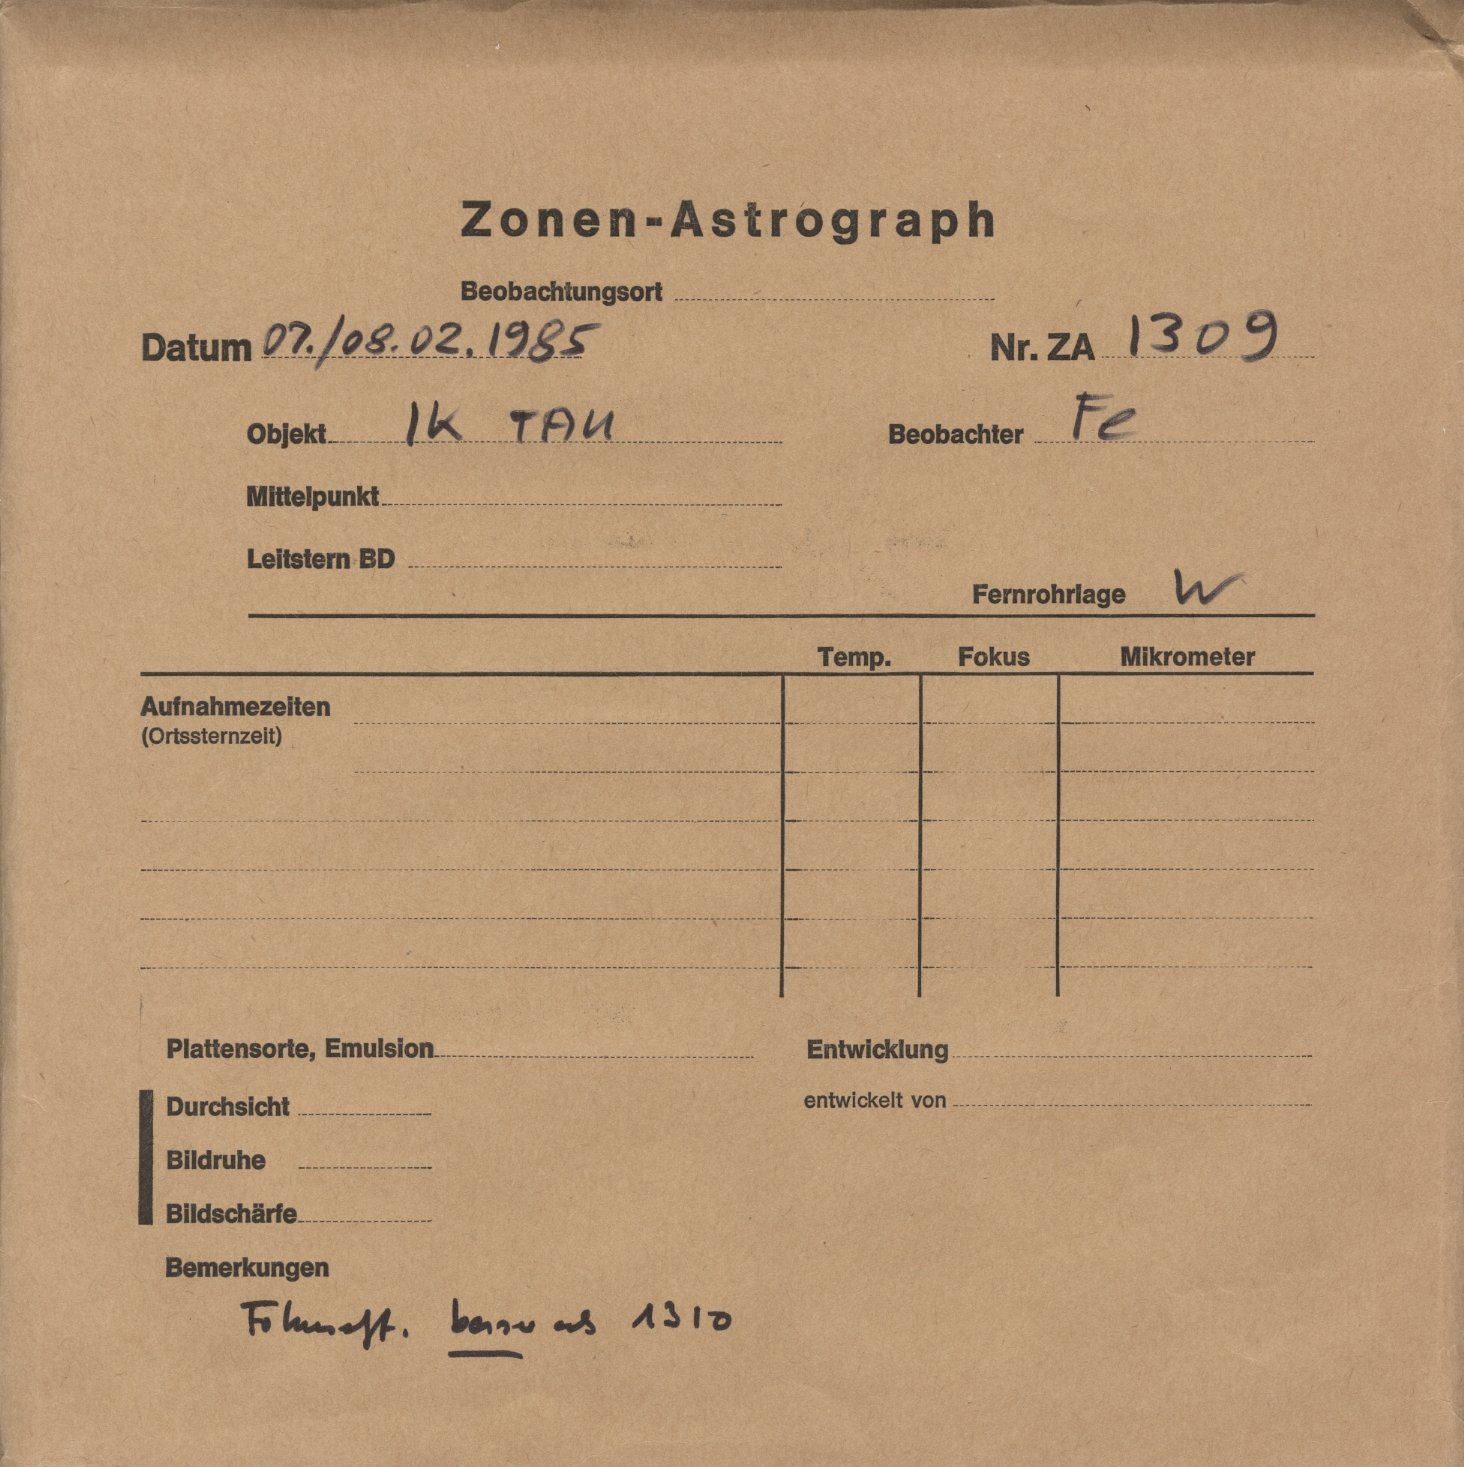 Zonen-Astrograph
Beobachtungsort
Datum 07./08.02.1985 Nr. ZA 1309
Objekt IK TAU Beobachter Fe
Mittelpunkt
Leitstern BD
Fernrohrlage W
Temp. Fokus Mikrometer
Aufnahmezeiten
(Ortssternzeit)
Plattensorte, Emulsion Entwicklung
Durchsicht entwickelt von
Bildruhe
Bildschärfe
Bemerkungen
besser als 1310